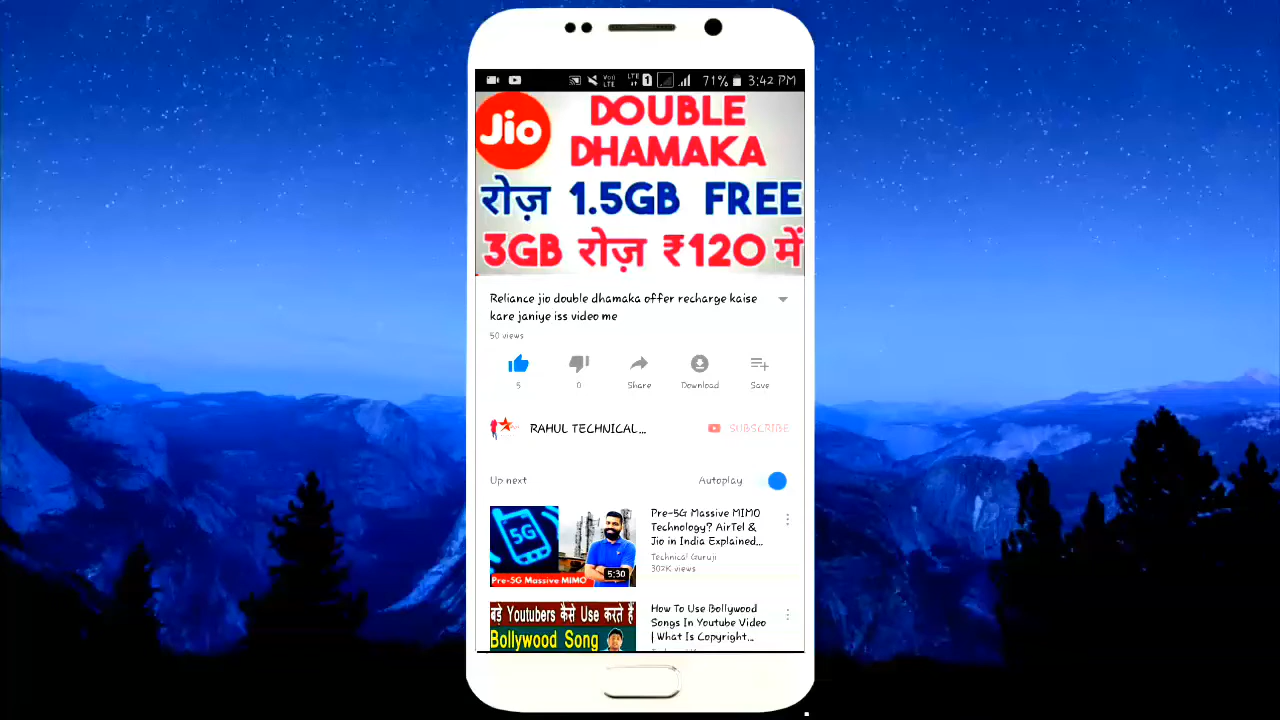 VoLTE LTE 1 71% 3:42 PM
Jio
DOUBLE
DHAMAKA
रोज़ 1.5GB FREE
3GB रोज़ ₹120 में
Reliance jio double dhamaka offer recharge kaise
kare janiye iss video me
50 views
5 0 Share Download Save
RAHUL TECHNICAL... SUBSCRIBE
Up next Autoplay
5G
5:30
Pre-5G Massive MIMO
Pre-5G Massive MIMO
Technology? AirTel &
Jio in India Explained...
Technical Guruji
302K views
बड़े Youtubers कैसे Use करते हैं
Bollywood Song
How To Use Bollywood
Songs In Youtube Video
| What Is Copyright...